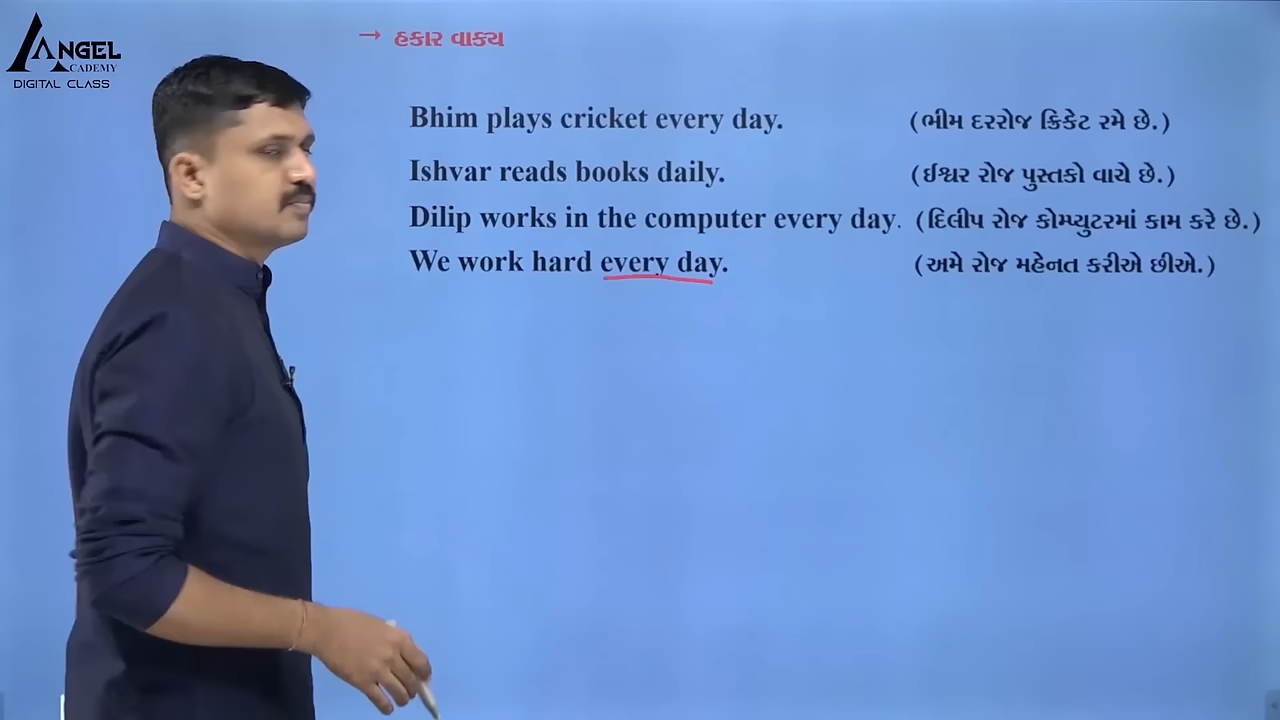 ANGEL
ACADEMY
DIGITAL CLASS
→ હકાર વાક્ય
Bhim plays cricket every day. (ભીમ દરરોજ ક્રિકેટ રમે છે.)
Ishvar reads books daily. (ઈશ્વર રોજ પુસ્તકો વાચે છે.)
Dilip works in the computer every day. (દિલીપ રોજ કોમ્પ્યુટરમાં કામ કરે છે.)
We work hard every day. (અમે રોજ મહેનત કરીએ છીએ.)